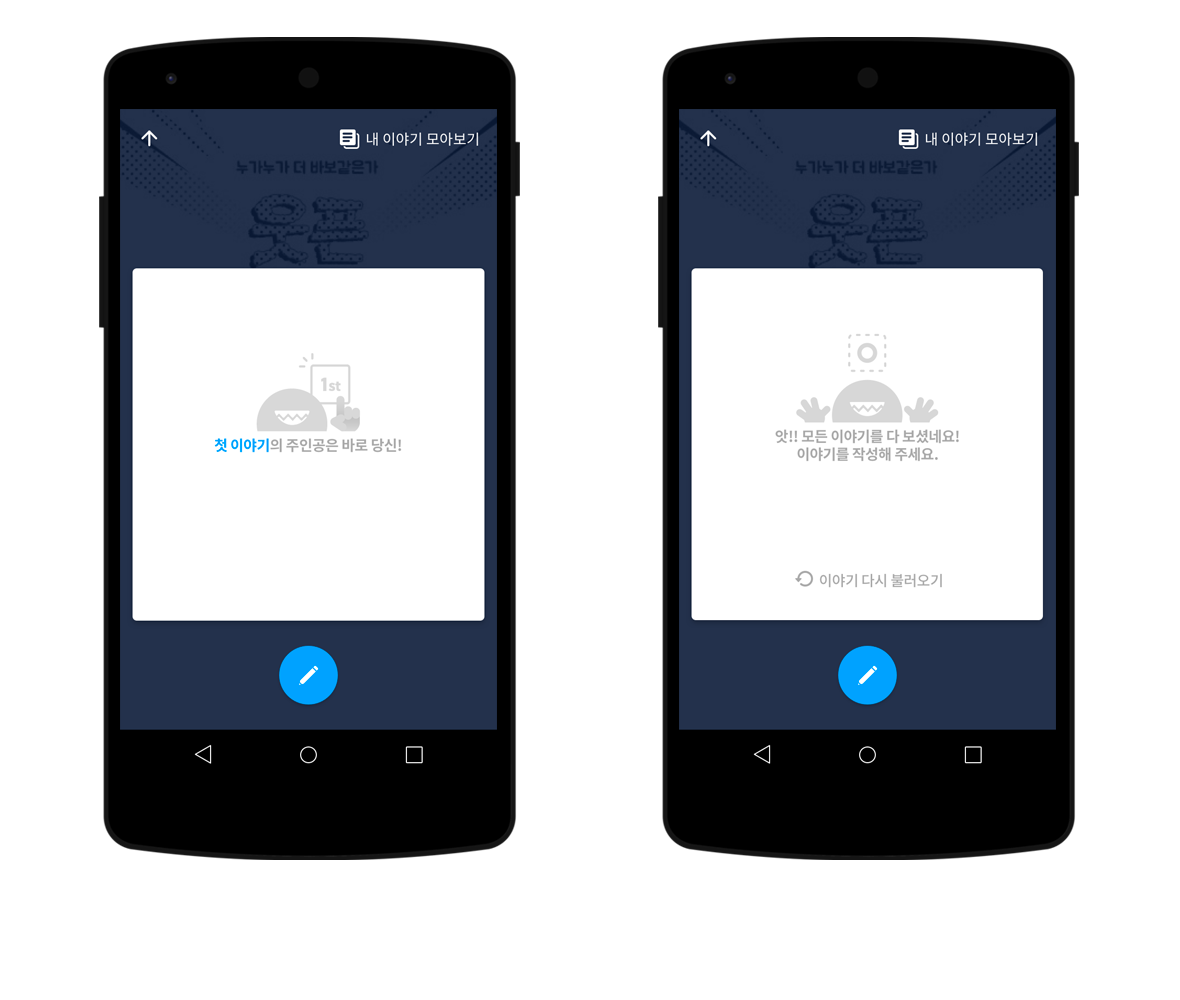 내 이야기 모아보기
누가누가 더 바보같은가
웃픈
1st
첫 이야기의 주인공은 바로 당신!
내 이야기 모아보기
누가누가 더 바보같은가
웃픈
앗!! 모든 이야기를 다 보셨네요!
이야기를 작성해 주세요.
이야기 다시 불러오기